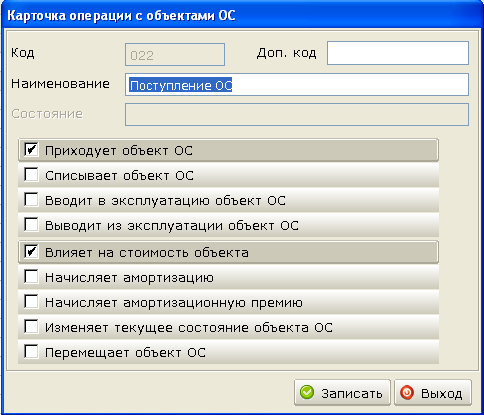 Карточка операции с объектами ОС
Код 022 Доп. код
Наименование Поступление ОС
Состояние
Приходует объект ОС
Списывает объект ОС
Вводит в эксплуатацию объект ОС
Выводит из эксплуатации объект ОС
Влияет на стоимость объекта
Начисляет амортизацию
Начисляет амортизационную премию
Изменяет текущее состояние объекта ОС
Перемещает объект ОС
Записать Выход